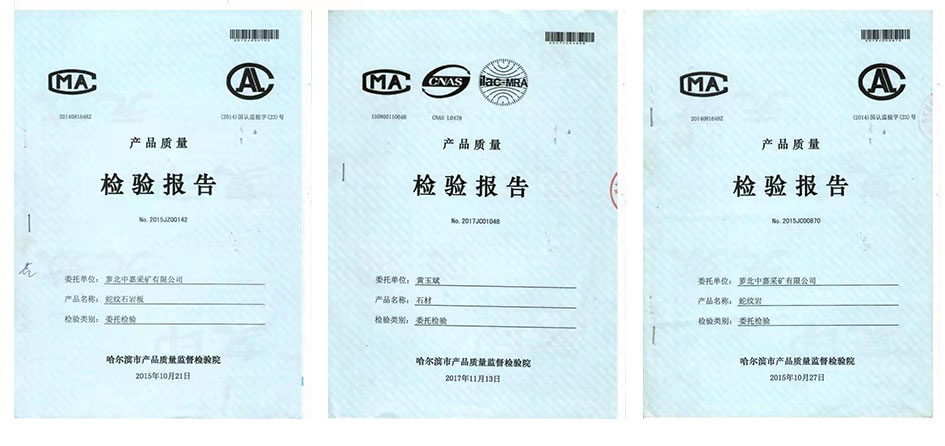 CMA
CAL
2014081648Z
(2014)国认监验字(23)号
产品质量
检验报告
No. 2015JZ00142
委托单位: 萝北中嘉采矿有限公司
产品名称: 蛇纹石岩板
检验类别: 委托检验
哈尔滨市产品质量监督检验院
2015年10月21日
CMA
CNAS
ilac-MRA
150800110648
CNAS L0478
产品质量
检验报告
No. 2017JC01048
委托单位: 黄玉斌
产品名称: 石材
检验类别: 委托检验
哈尔滨市产品质量监督检验院
2017年11月13日
CMA
CAL
2014081648Z
(2014)国认监验字(23)号
产品质量
检验报告
No. 2015JC00870
委托单位: 萝北中嘉采矿有限公司
产品名称: 蛇纹岩
检验类别: 委托检验
哈尔滨市产品质量监督检验院
2015年10月27日